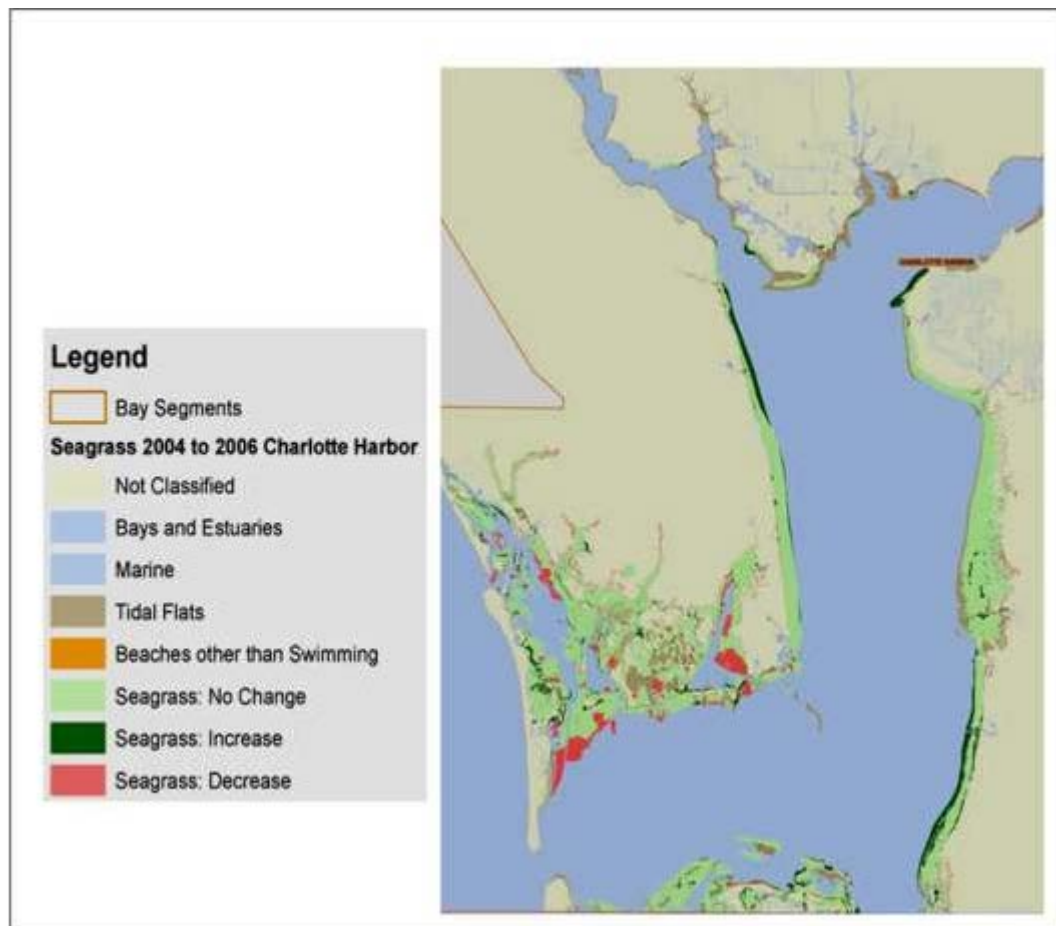 Legend
Bay Segments
Seagrass 2004 to 2006 Charlotte Harbor
Not Classified
Bays and Estuaries
Marine
Tidal Flats
Beaches other than Swimming
Seagrass: No Change
Seagrass: Increase
Seagrass: Decrease